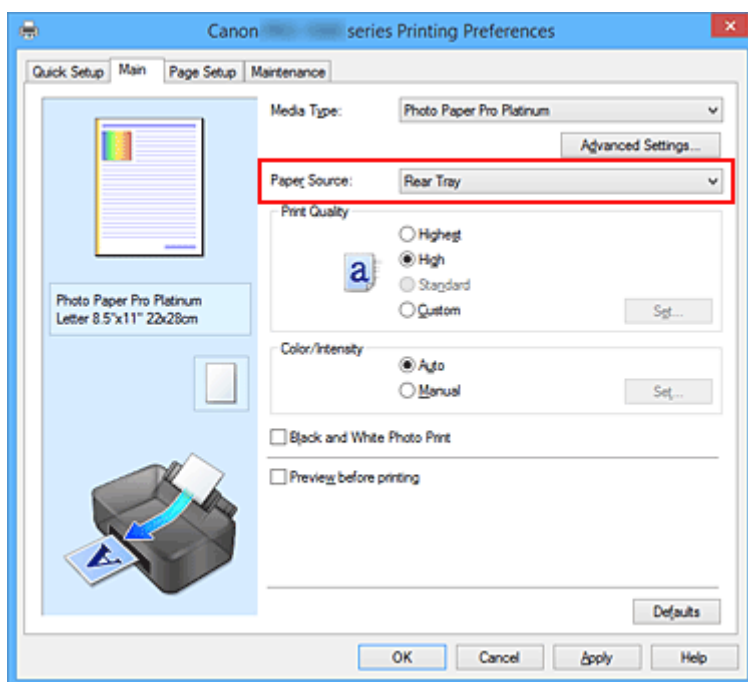 Canon series Printing Preferences
Quick Setup Main Page Setup Maintenance
Media Type: Photo Paper Pro Platinum
Advanced Settings...
Paper Source: Rear Tray
Print Quality
Highest
a
High
Standard
Custom Set...
Photo Paper Pro Platinum
Letter 8.5"x11" 22x28cm
Color/Intensity
Auto
Manual Set...
Black and White Photo Print
Preview before printing
A
Defaults
OK Cancel Apply Help